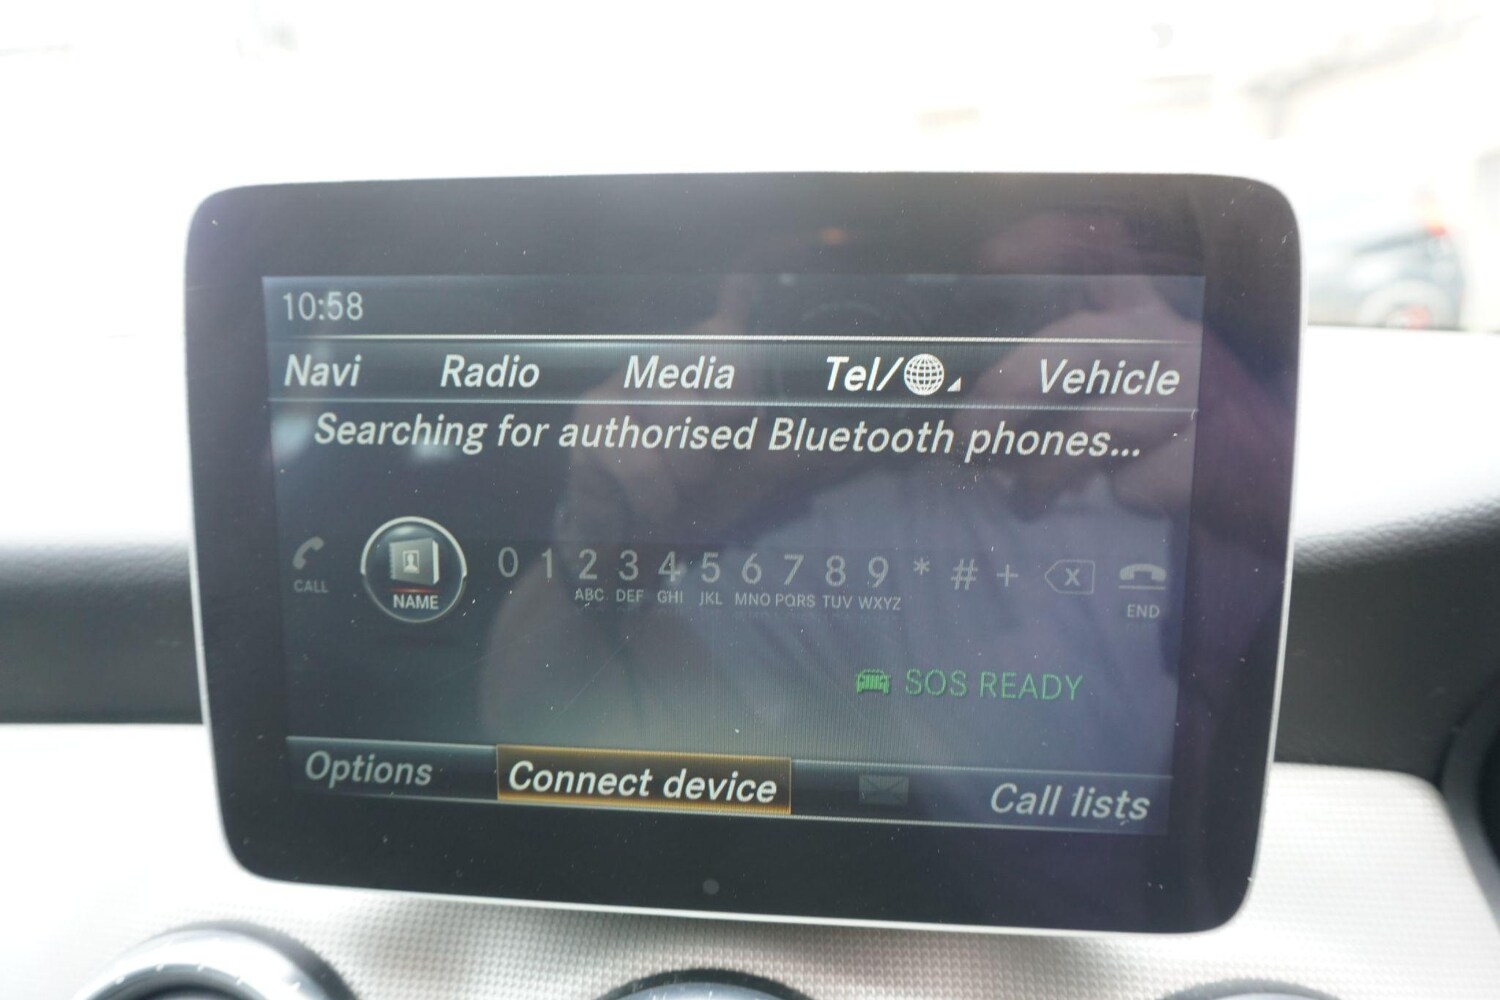 10:58
Navi Radio Media Tel/ Vehicle
Searching for authorised Bluetooth phones...
0 1 2 3 4 5 6 7 8 9 * # + X
CALL NAME ABC DEF GHI JKL MNO PQRS TUV WXYZ END
SOS READY
Options Connect device Call lists